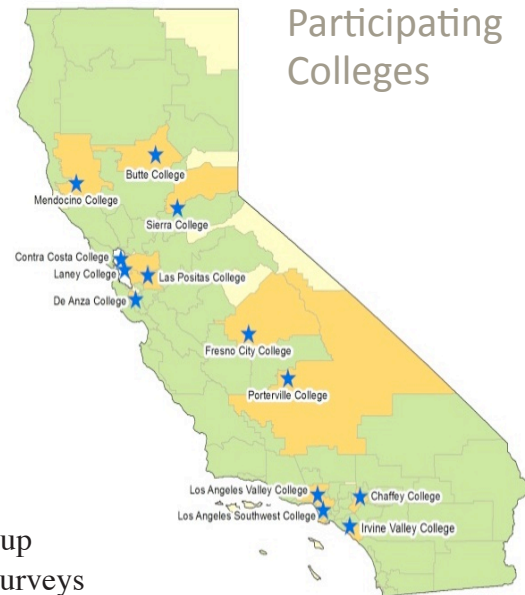 Participating
Colleges
Butte College
Mendocino College
Sierra College
Contra Costa College
Laney College
Las Positas College
De Anza College
Fresno City College
Porterville College
Los Angeles Valley College
Chaffey College
Los Angeles Southwest College
Irvine Valley College
up
urveys